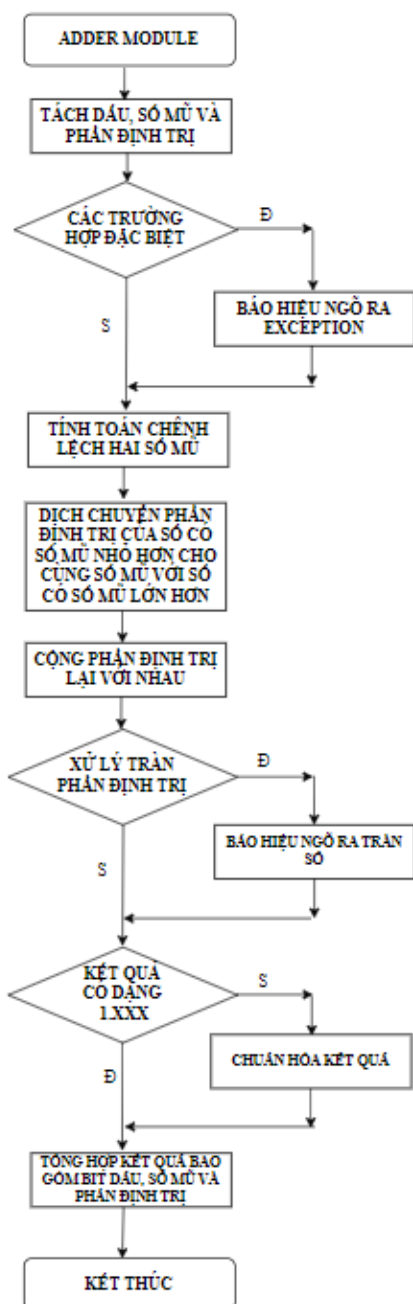 ADDER MODULE
TÁCH DẤU, SỐ MŨ VÀ
PHẦN ĐỊNH TRỊ
CÁC TRƯỜNG
HỢP ĐẶC BIỆT
Đ
S
BÁO HIỆU NGÕ RA
EXCEPTION
TÍNH TOÁN CHÊNH
LỆCH HAI SỐ MŨ
DỊCH CHUYỂN PHẦN
ĐỊNH TRỊ CỦA SỐ CÓ
SỐ MŨ NHỎ HƠN CHO
CÙNG SỐ MŨ VỚI SỐ
CÓ SỐ MŨ LỚN HƠN
CỘNG PHẦN ĐỊNH TRỊ
LẠI VỚI NHAU
XỬ LÝ TRÀN
PHẦN ĐỊNH TRỊ
Đ
S
BÁO HIỆU NGÕ RA TRÀN
SỐ
KẾT QUẢ
CÓ DẠNG
1.XXX
S
Đ
CHUẨN HÓA KẾT QUẢ
TỔNG HỢP KẾT QUẢ BAO
GỒM BIT DẤU, SỐ MŨ VÀ
PHẦN ĐỊNH TRỊ
KẾT THÚC